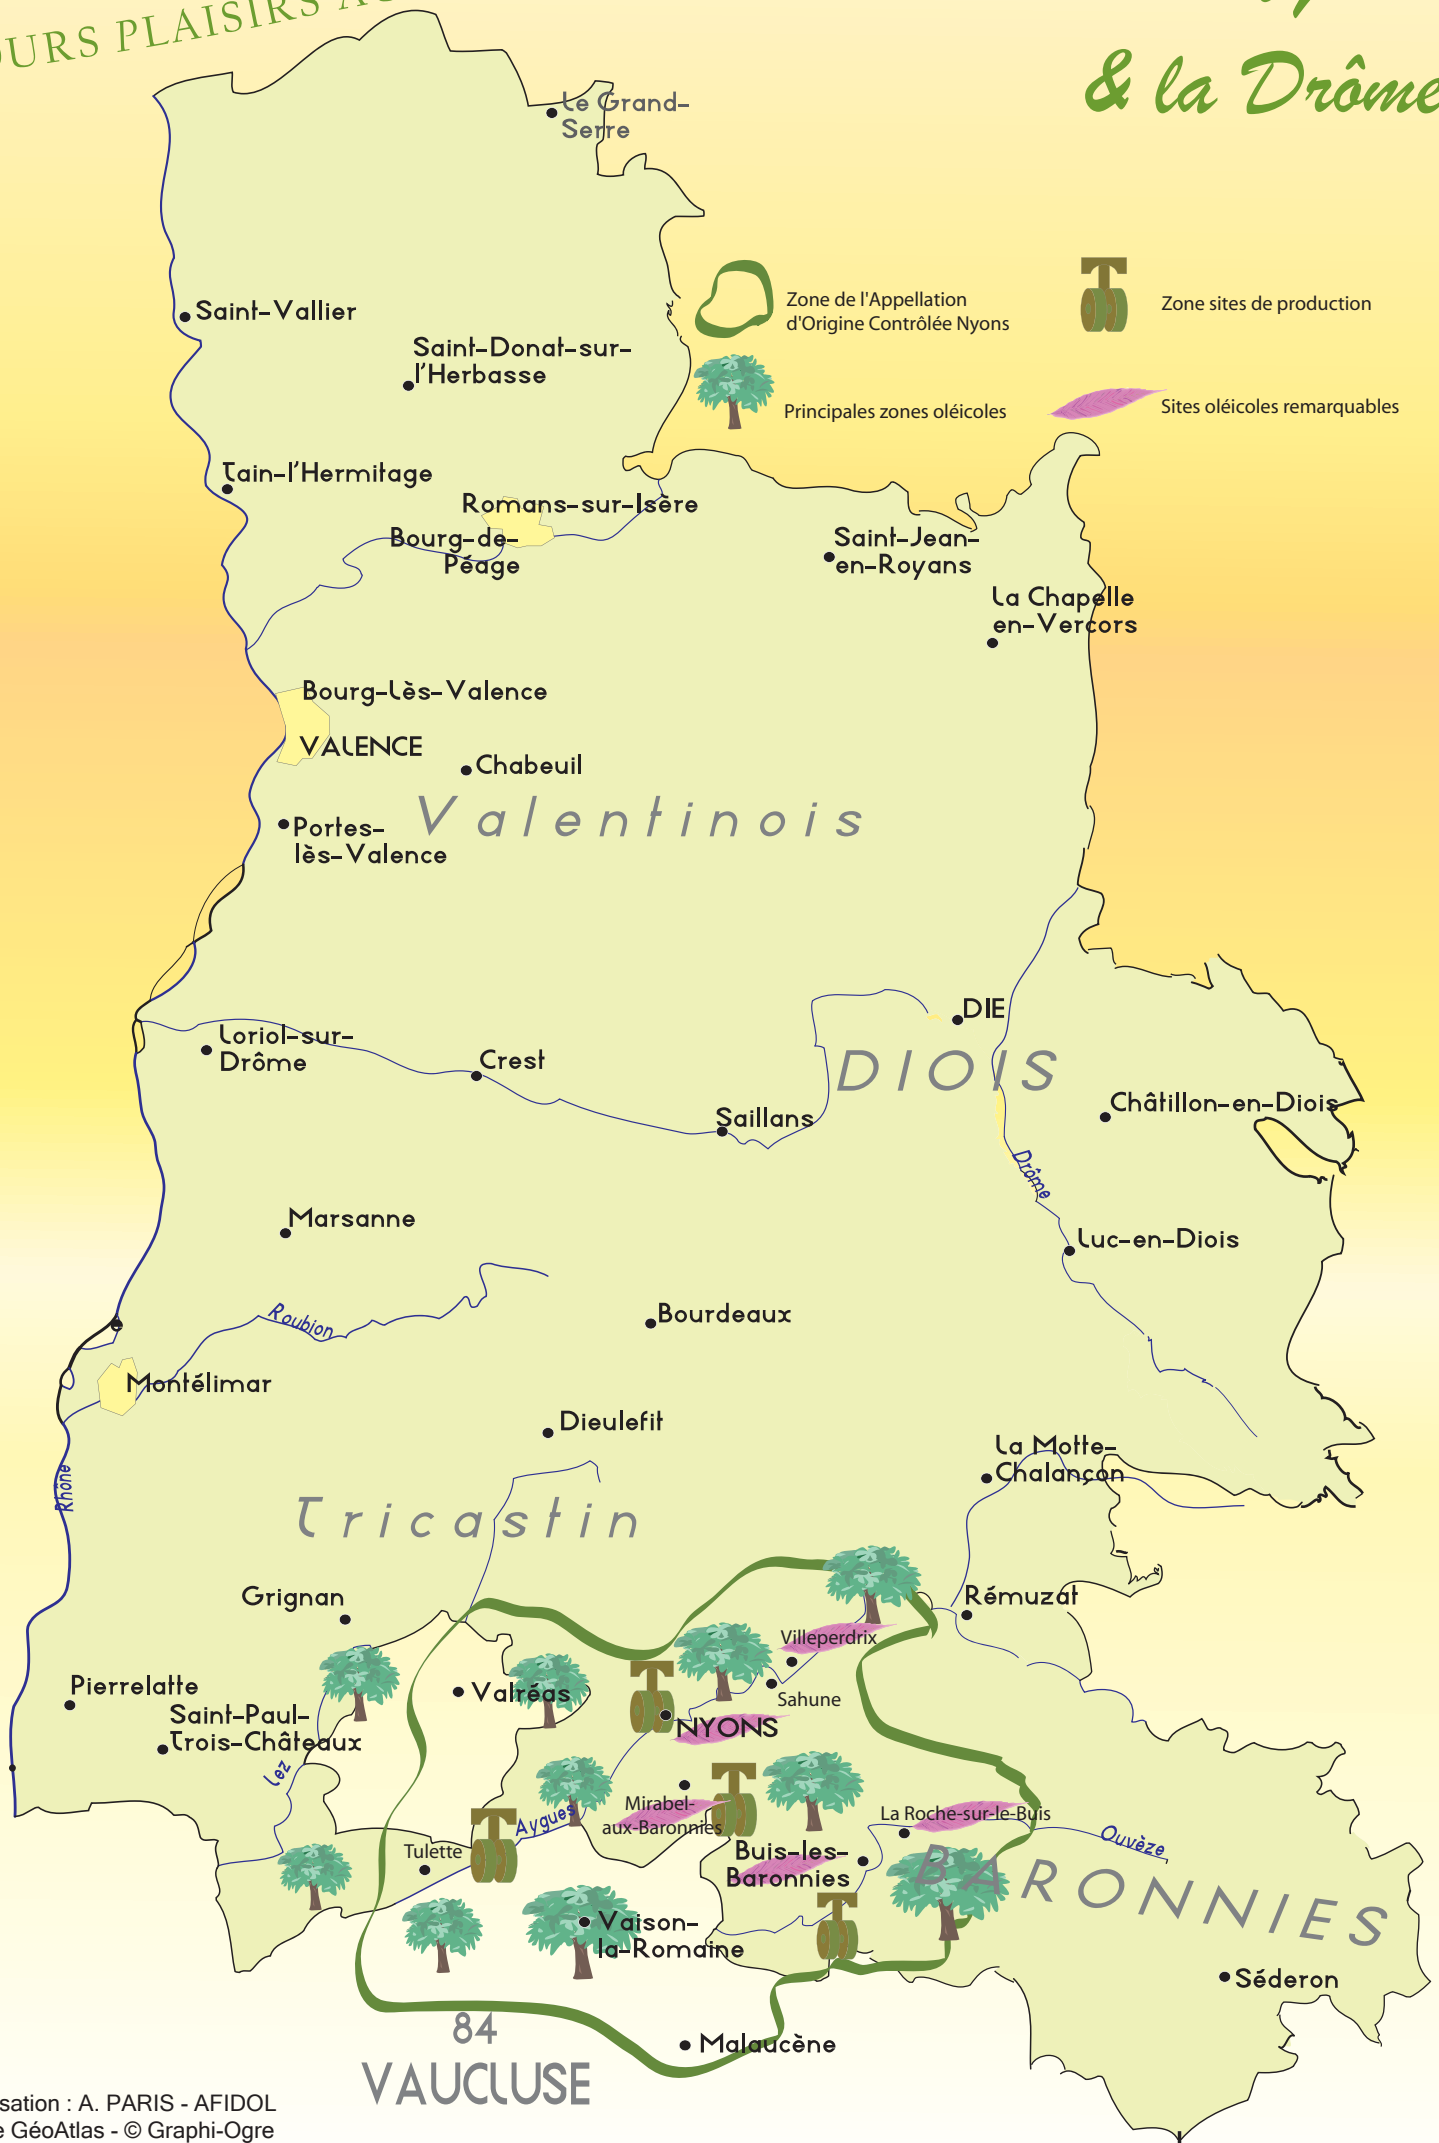 PLAISIRS
& la Drôme
Le Grand-
Serre
Zone de l'Appellation
d'Origine Contrôlée Nyons
Zone sites de production
Principales zones oléicoles
Sites oléicoles remarquables
Saint-Vallier
Saint-Donat-sur-
l'Herbasse
Tain-l'Hermitage
Romans-sur-Isère
Bourg-de-
Péage
Saint-Jean-
en-Royans
La Chapelle
en-Vercors
Bourg-Lès-Valence
VALENCE
Chabeuil
Valentinois
Portes-
lès-Valence
DIE
DIOIS
Loriol-sur-
Drôme
Crest
Saillans
Châtillon-en-Diois
Drôme
Marsanne
Luc-en-Diois
Roubion
Bourdeaux
Montélimar
Dieulefit
La Motte-
Chalançon
Rhône
Tricastin
Grignan
Rémuzat
Villeperdrix
Pierrelatte
Valréas
Sahune
Saint-Paul-
Trois-Châteaux
NYONS
Lez
Mirabel-
aux-Baronnies
Aygues
La Roche-sur-le-Buis
Ouvèze
Tulette
Buis-les-
Baronnies
BARONNIES
Vaison-
la-Romaine
Séderon
84
VAUCLUSE
Malaucène
sation : A. PARIS - AFIDOL
e GéoAtlas - © Graphi-Ogre